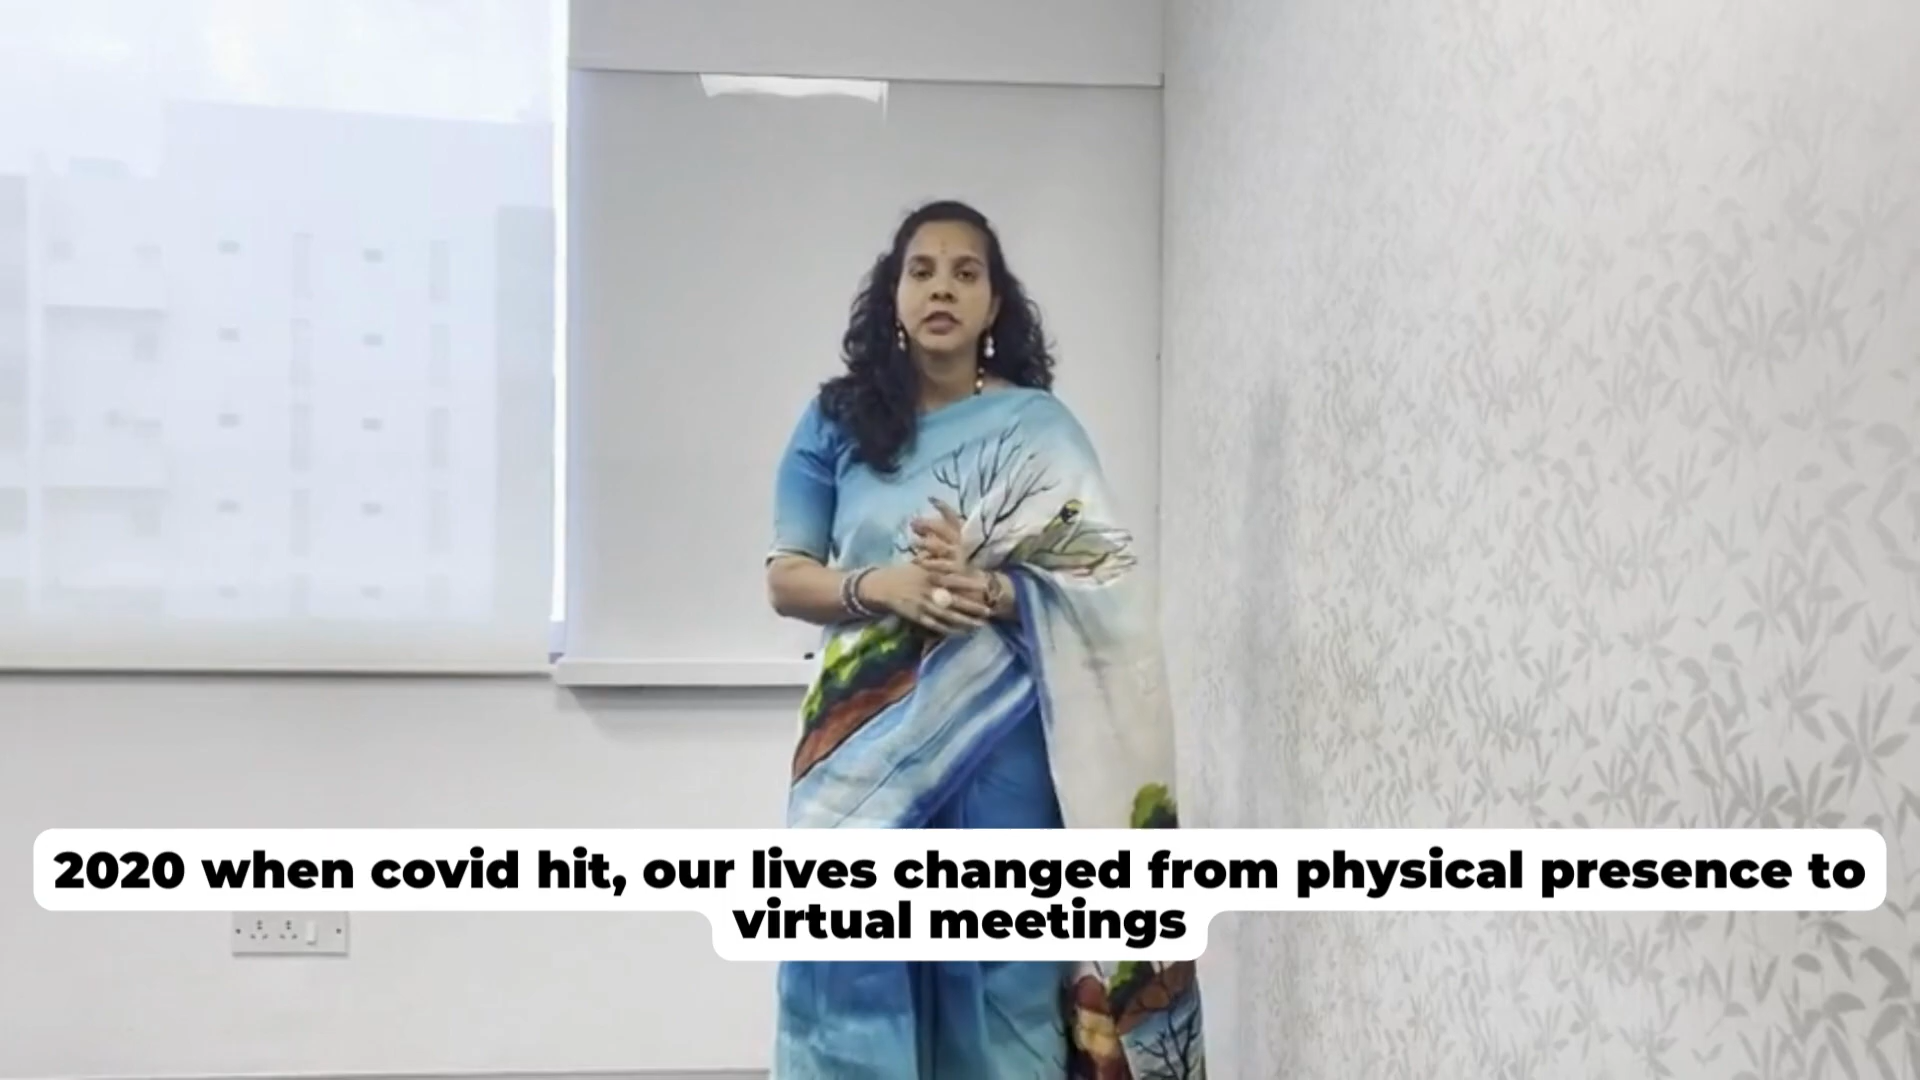 2020 when covid hit, our lives changed from physical presence to
virtual meetings